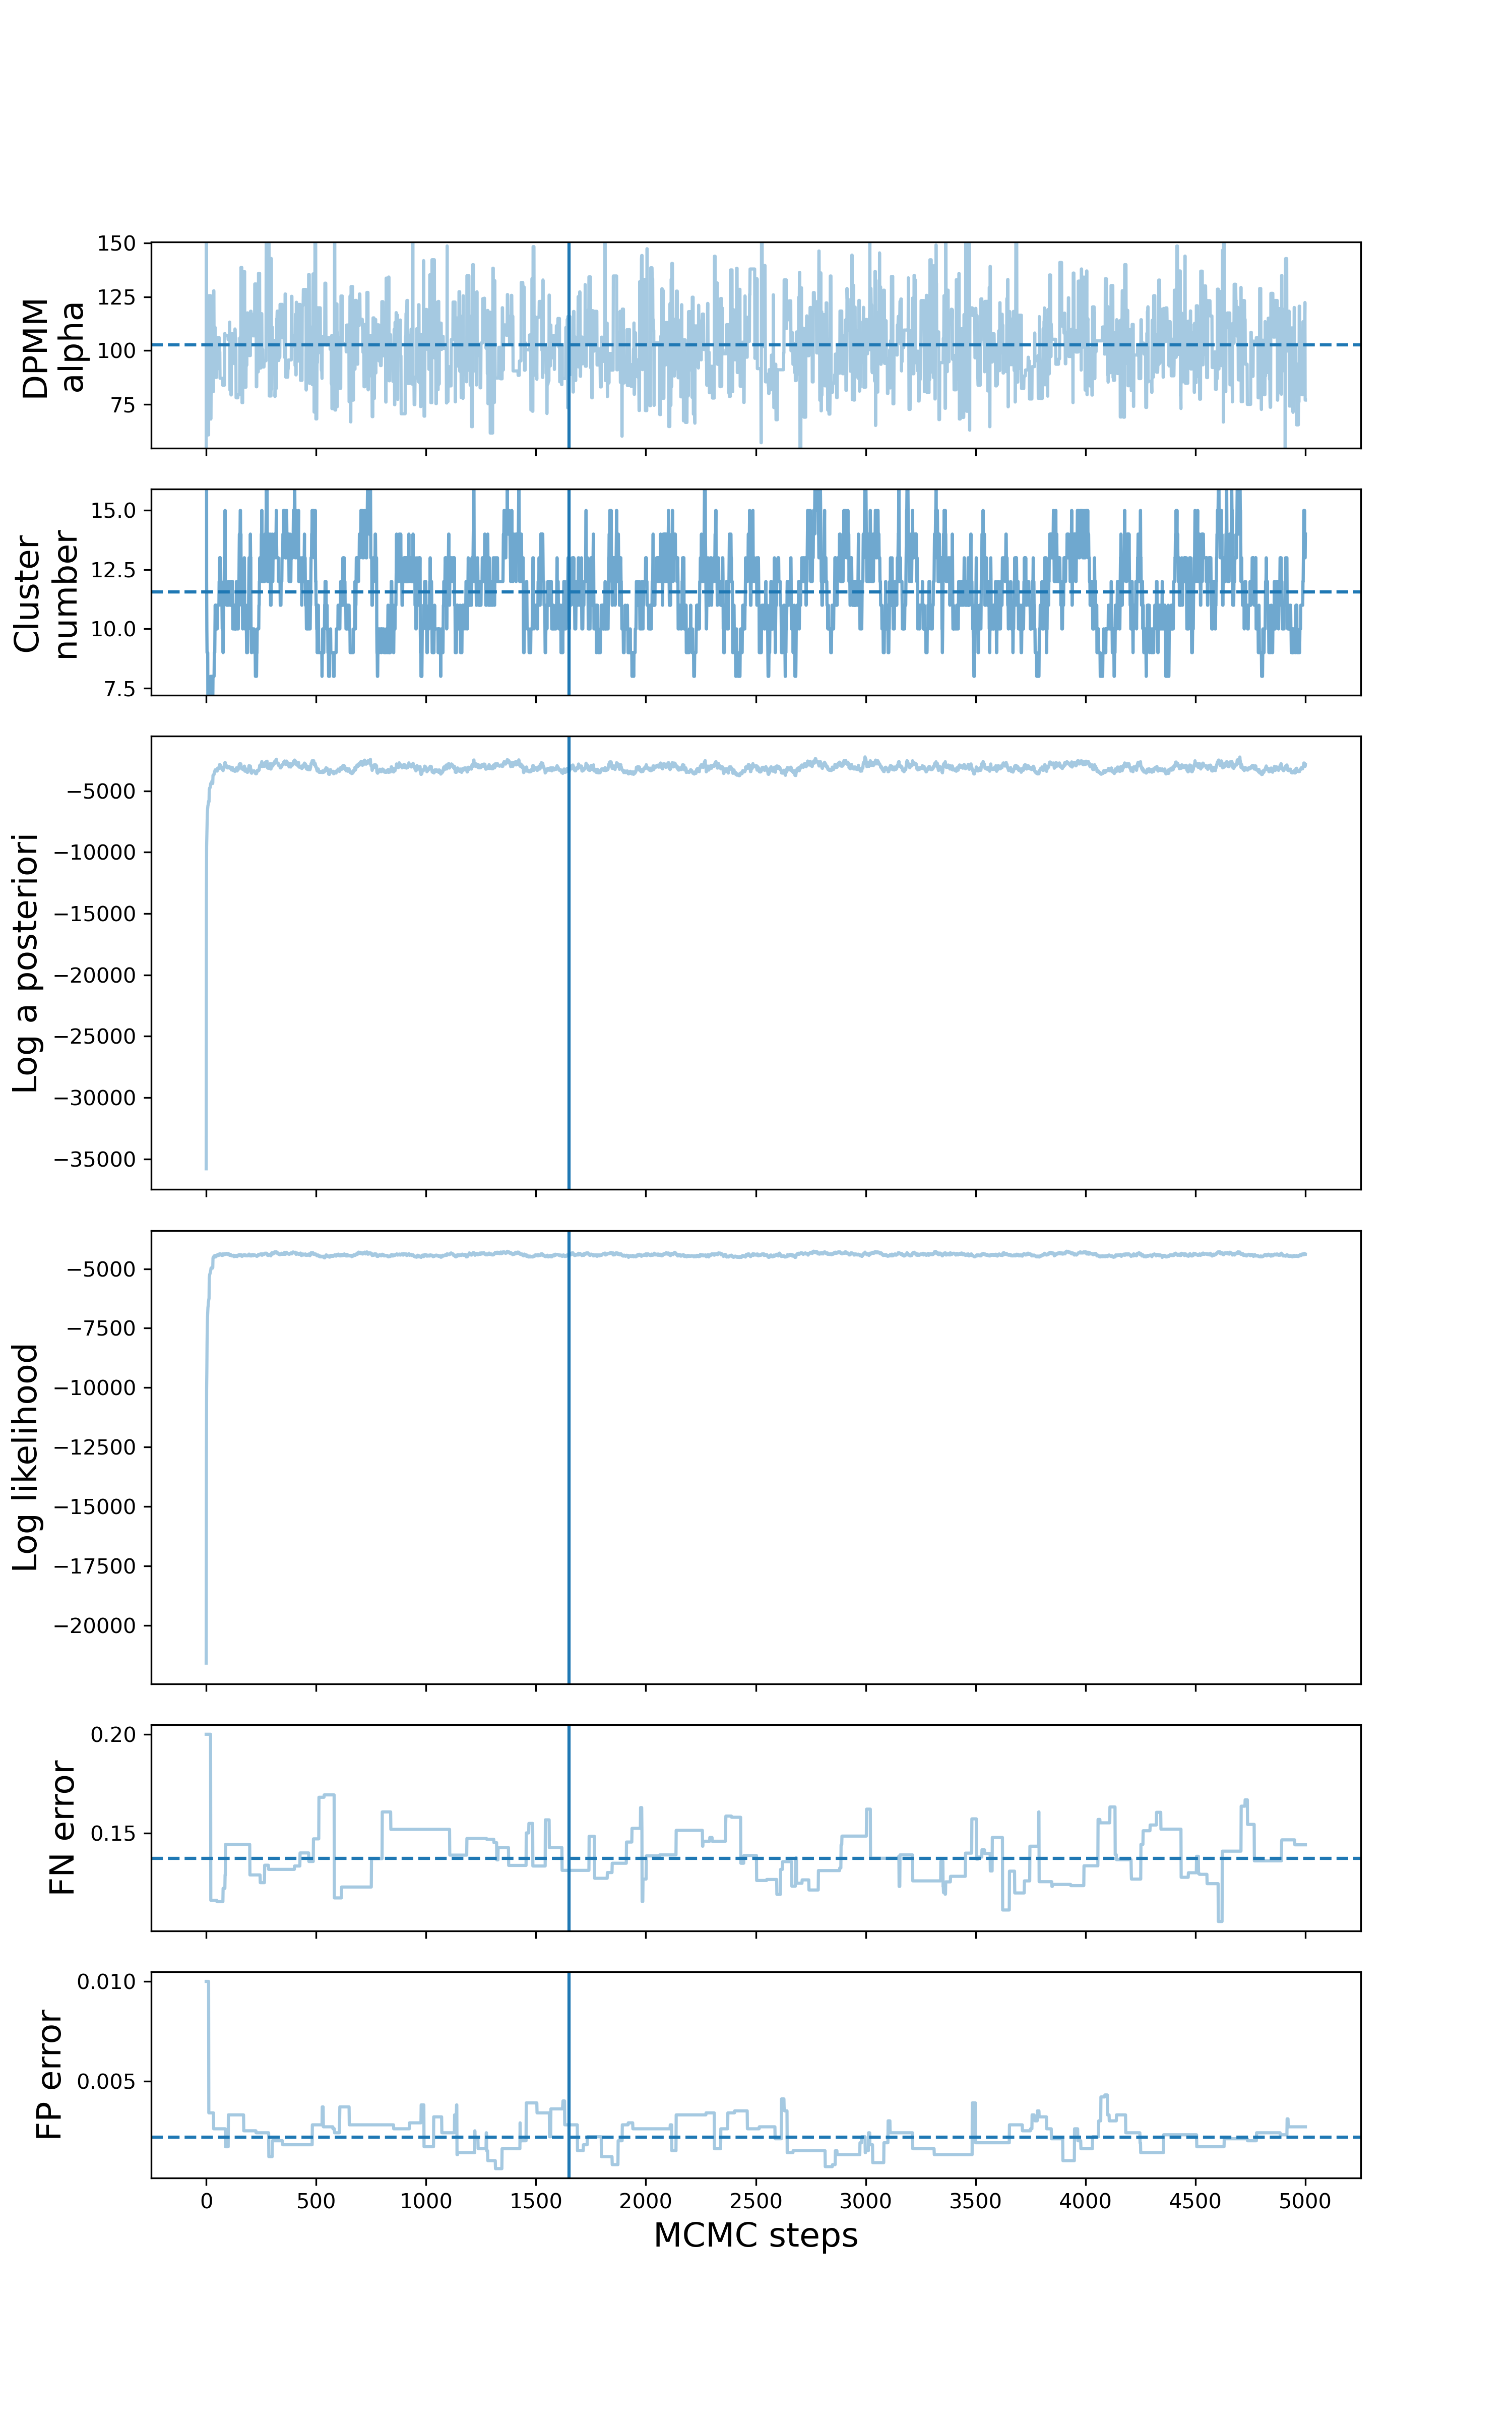 DPMM
alpha
150
125
100
75
Cluster
number
15.0
12.5
10.0
7.5
Log a posteriori
−5000
−10000
−15000
−20000
−25000
−30000
−35000
Log likelihood
−5000
−7500
−10000
−12500
−15000
−17500
−20000
FN error
0.20
0.15
FP error
0.010
0.005
0 500 1000 1500 2000 2500 3000 3500 4000 4500 5000
MCMC steps